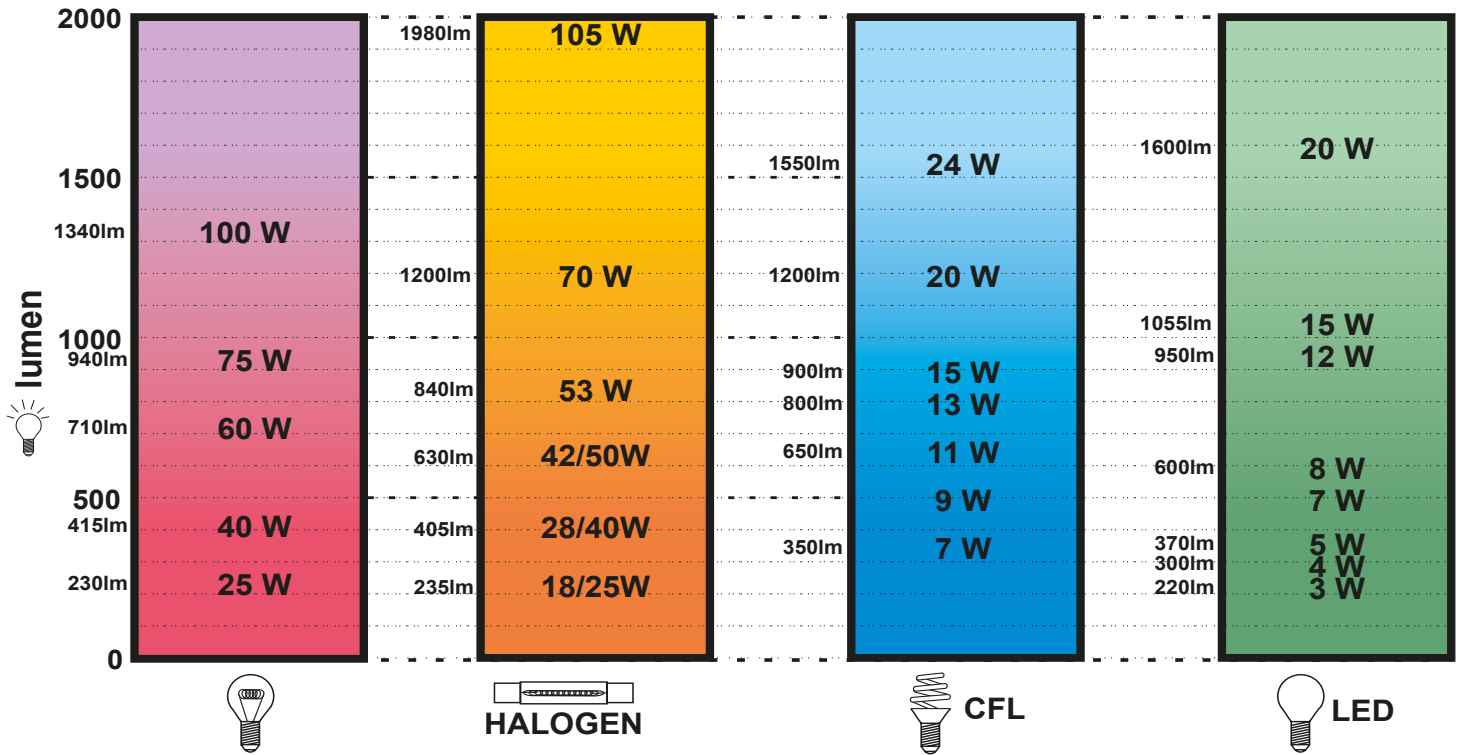 2000
1500
1340lm
1000
940lm
710lm
500
415lm
230lm
0
lumen
100 W
75 W
60 W
40 W
25 W
1980lm
1200lm
840lm
630lm
405lm
235lm
105 W
70 W
53 W
42/50W
28/40W
18/25W
HALOGEN
1550lm
1200lm
900lm
800lm
650lm
350lm
24 W
20 W
15 W
13 W
11 W
9 W
7 W
CFL
1600lm
1055lm
950lm
600lm
370lm
300lm
220lm
20 W
15 W
12 W
8 W
7 W
5 W
4 W
3 W
LED